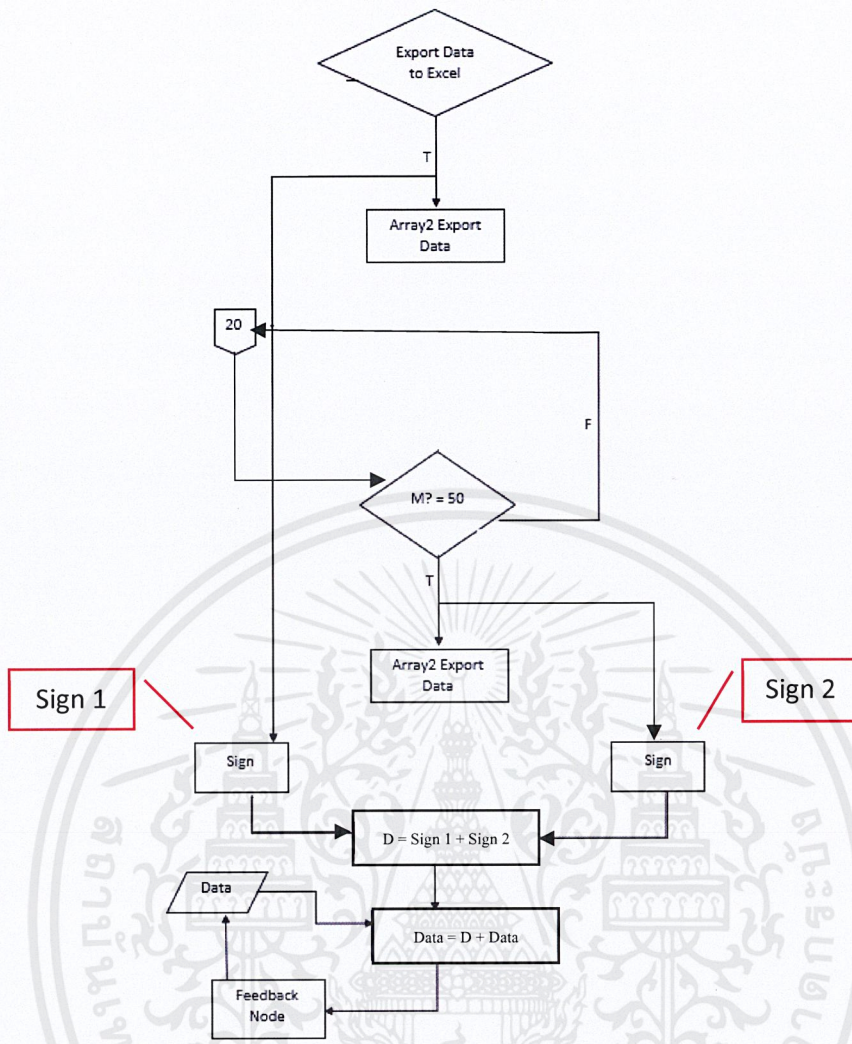 Export Data
to Excel
T
Array2 Export
Data
20
F
M? = 50
T
Array2 Export
Data
Sign 1
Sign 2
Sign
Sign
D = Sign 1 + Sign 2
Data
Data = D + Data
Feedback
Node